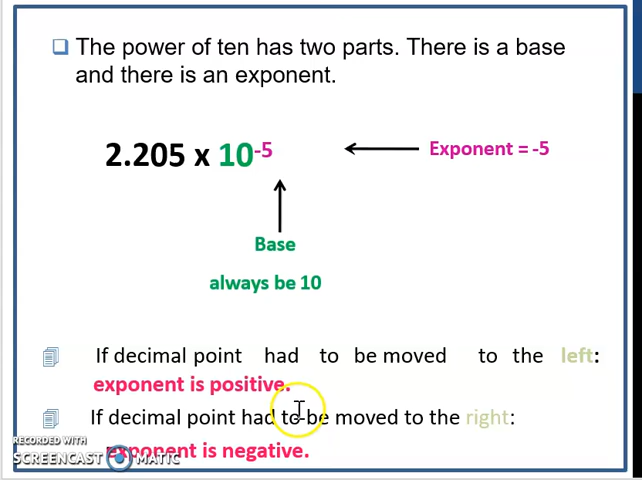 The power of ten has two parts. There is a base
and there is an exponent.
2.205 x 10-5
Exponent = -5
Base
always be 10
If decimal point had to be moved to the left:
exponent is positive.
If decimal point had to be moved to the right:
exponent is negative.
RECORDED WITH
SCREENCAST MATIC